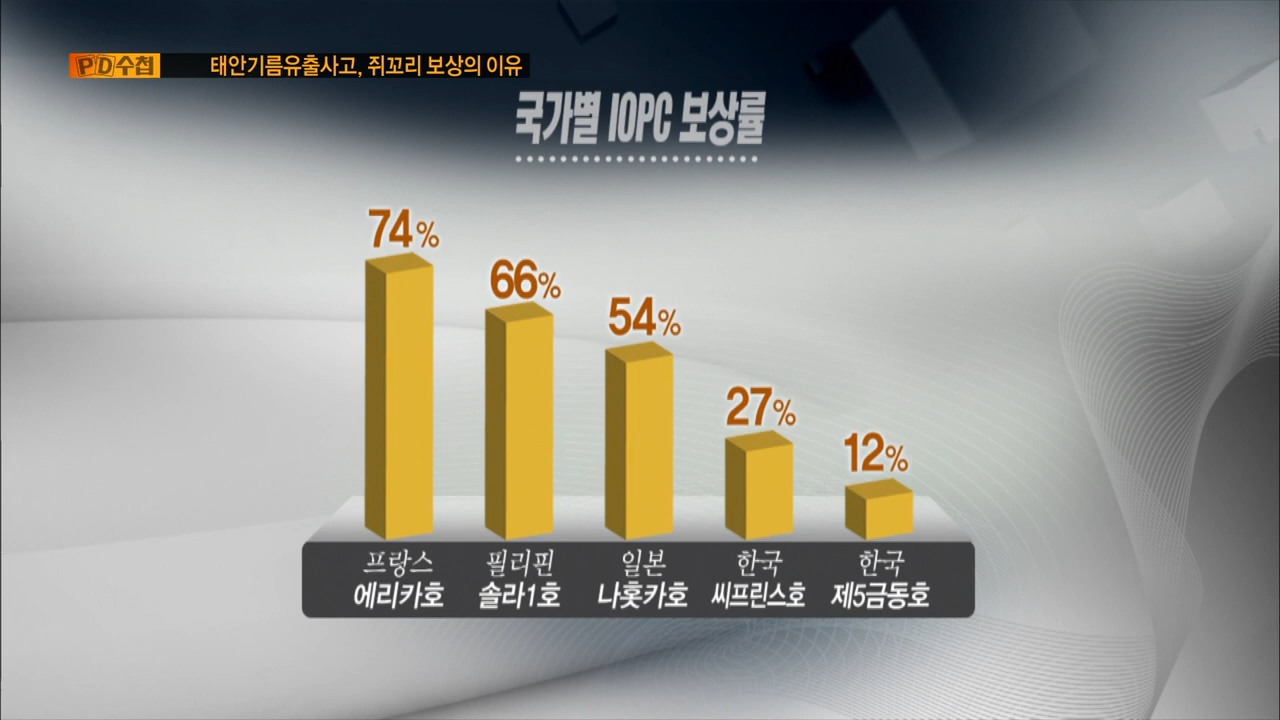 PD수첩 태안기름유출사고, 쥐꼬리 보상의 이유
국가별 IOPC 보상률
74% 66% 54% 27% 12%
프랑스 필리핀 일본 한국 한국
에리카호 솔라1호 나홋카호 씨프린스호 제5금동호